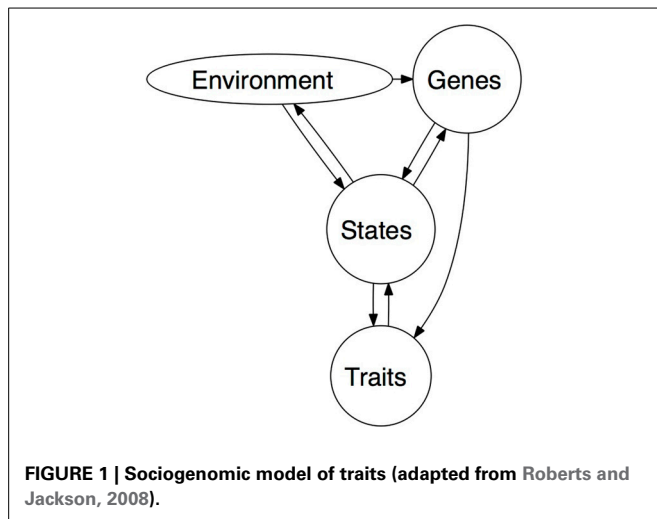 Environment
Genes
States
Traits
FIGURE 1 | Sociogenomic model of traits (adapted from Roberts and
Jackson, 2008).